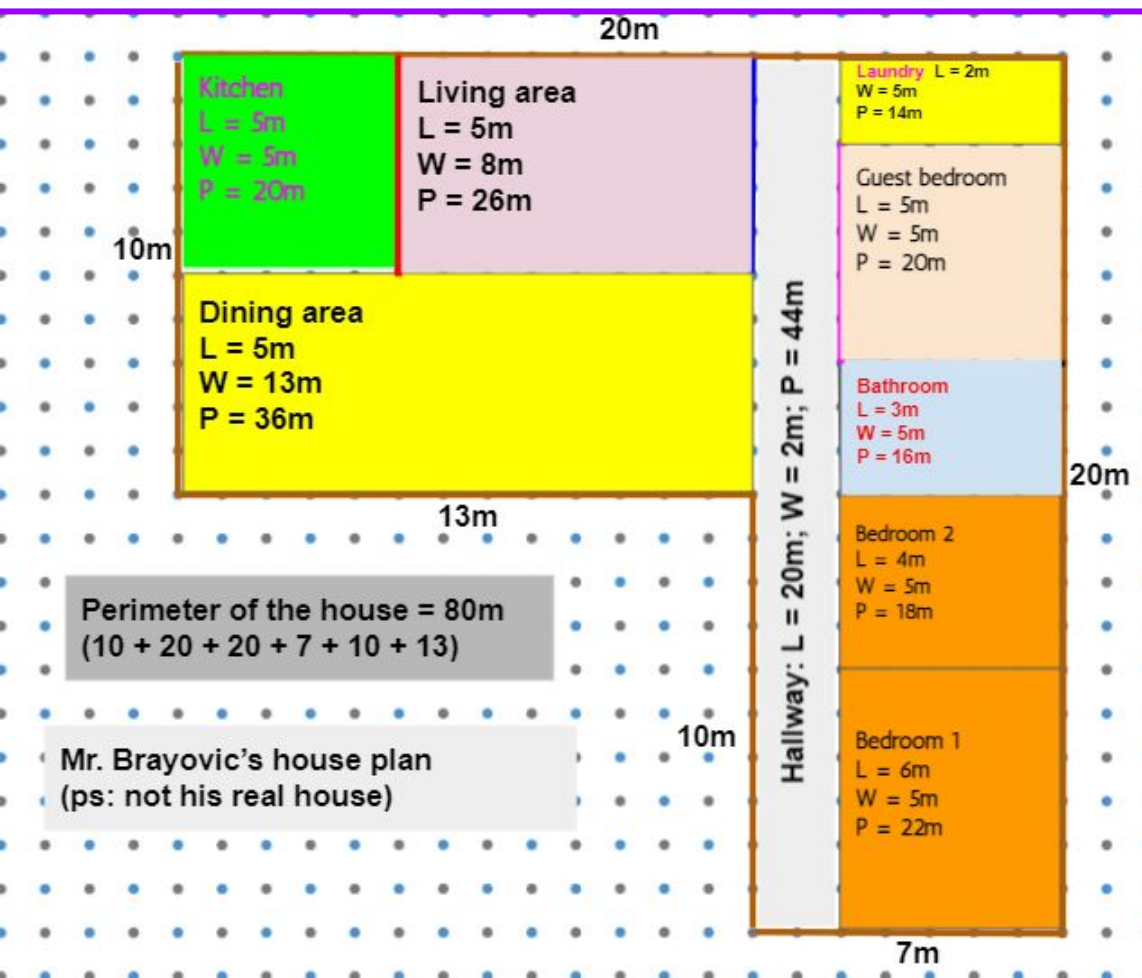 20m
Kitchen
L = 5m
W = 5m
P = 20m
Living area
L = 5m
W = 8m
P = 26m
Laundry L = 2m
W = 5m
P = 14m
Guest bedroom
L = 5m
W = 5m
P = 20m
10m
Dining area
L = 5m
W = 13m
P = 36m
Hallway: L = 20m; W = 2m; P = 44m
Bathroom
L = 3m
W = 5m
P = 16m
20m
13m
Bedroom 2
L = 4m
W = 5m
P = 18m
Perimeter of the house = 80m
(10 + 20 + 20 + 7 + 10 + 13)
10m
Bedroom 1
L = 6m
W = 5m
P = 22m
Mr. Brayovic's house plan
(ps: not his real house)
7m